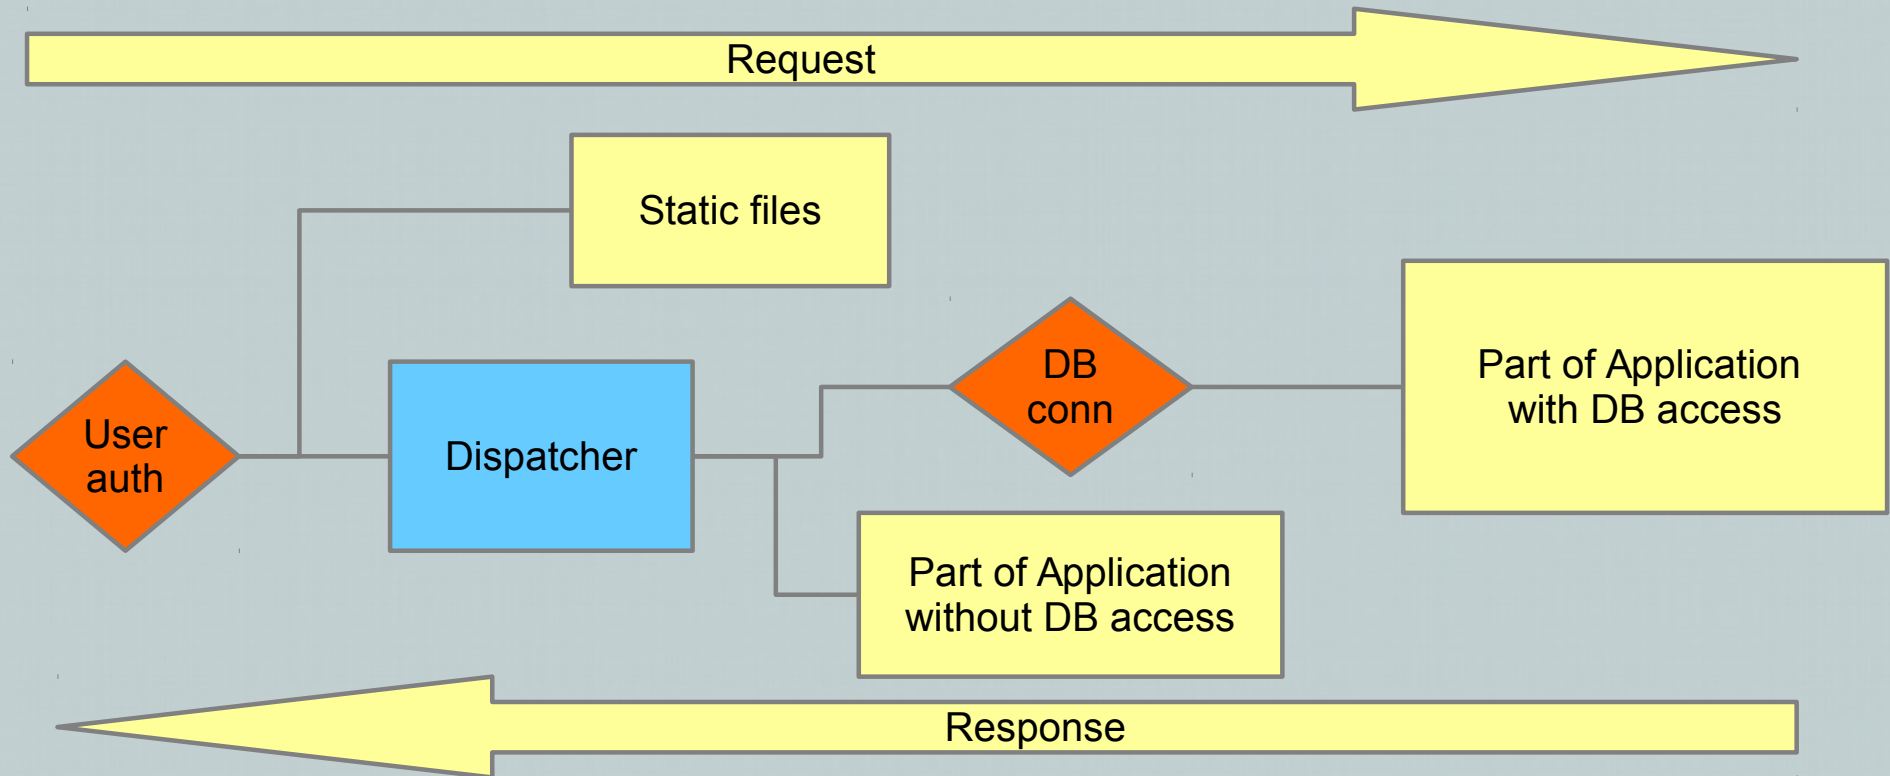 Request
Static files
User
auth
Dispatcher
DB
conn
Part of Application
with DB access
Part of Application
without DB access
Response